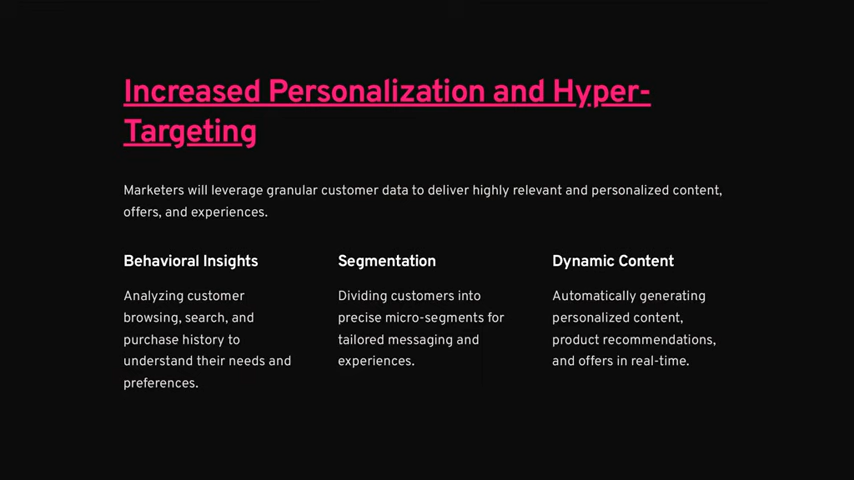 Increased Personalization and Hyper-
Targeting
Marketers will leverage granular customer data to deliver highly relevant and personalized content,
offers, and experiences.
Behavioral Insights
Analyzing customer
browsing, search, and
purchase history to
understand their needs and
preferences.
Segmentation
Dividing customers into
precise micro-segments for
tailored messaging and
experiences.
Dynamic Content
Automatically generating
personalized content,
product recommendations,
and offers in real-time.